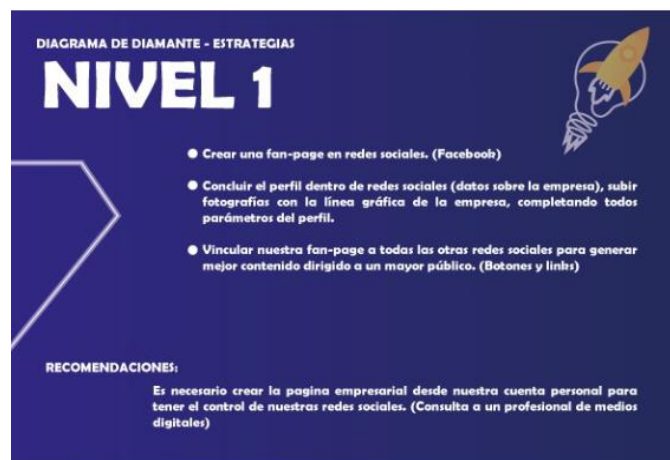 DIAGRAMA DE DIAMANTE - ESTRATEGIAS
NIVEL 1
● Crear una fan-page en redes sociales. (Facebook)
● Concluir el perfil dentro de redes sociales (datos sobre la empresa), subir
fotografías con la línea gráfica de la empresa, completando todos
parámetros del perfil.
● Vincular nuestra fan-page a todas las otras redes sociales para generar
mejor contenido dirigido a un mayor público. (Botones y links)
RECOMENDACIONES:
Es necesario crear la pagina empresarial desde nuestra cuenta personal para
tener el control de nuestras redes sociales. (Consulta a un profesional de medios
digitales)